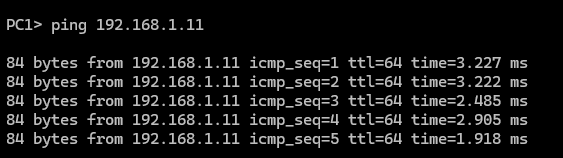 PC1> ping 192.168.1.11
84 bytes from 192.168.1.11 icmp_seq=1 ttl=64 time=3.227 ms
84 bytes from 192.168.1.11 icmp_seq=2 ttl=64 time=3.222 ms
84 bytes from 192.168.1.11 icmp_seq=3 ttl=64 time=2.485 ms
84 bytes from 192.168.1.11 icmp_seq=4 ttl=64 time=2.905 ms
84 bytes from 192.168.1.11 icmp_seq=5 ttl=64 time=1.918 ms